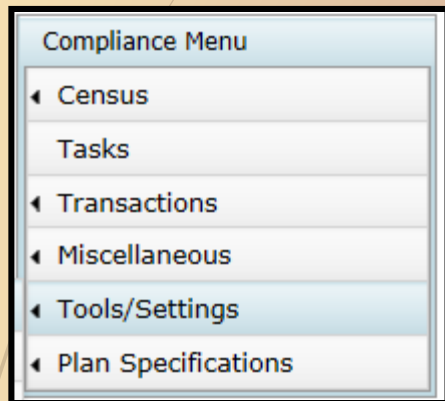 Compliance Menu
Census
Tasks
Transactions
Miscellaneous
Tools/Settings
Plan Specifications